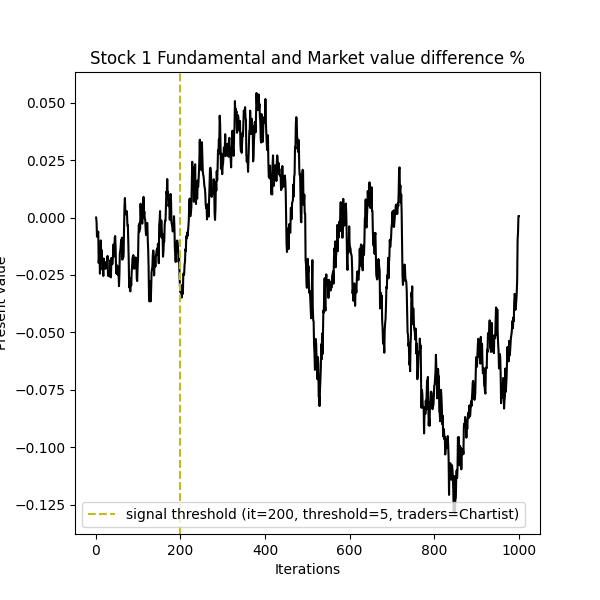 Stock 1 Fundamental and Market value difference %
0.050
0.025
0.000
−0.025
−0.050
−0.075
−0.100
−0.125
Present value
signal threshold (it=200, threshold=5, traders=Chartist)
0 200 400 600 800 1000
Iterations